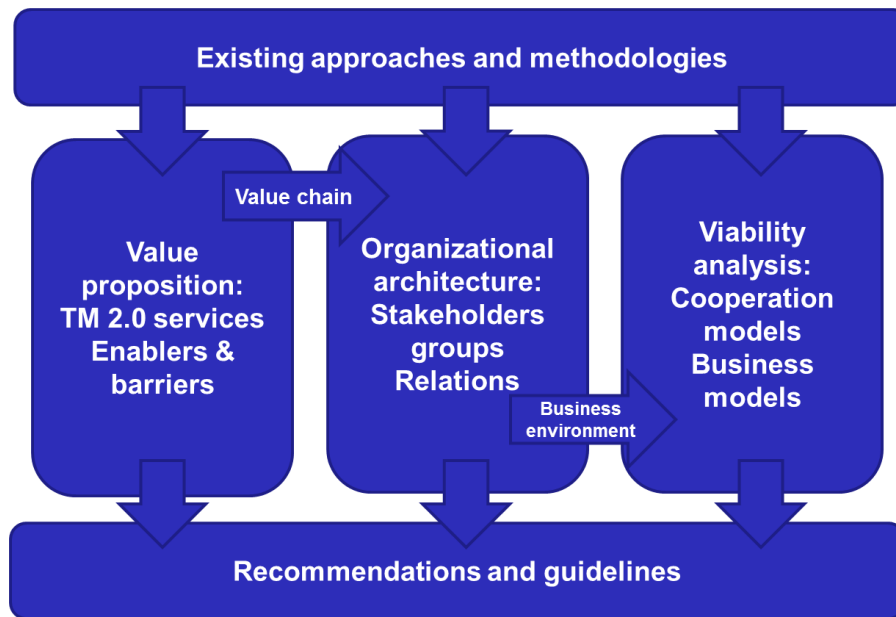 Existing approaches and methodologies
Value
proposition:
TM 2.0 services
Enablers &
barriers
Value chain
Organizational
architecture:
Stakeholders
groups
Relations
Business
environment
Viability
analysis:
Cooperation
models
Business
models
Recommendations and guidelines